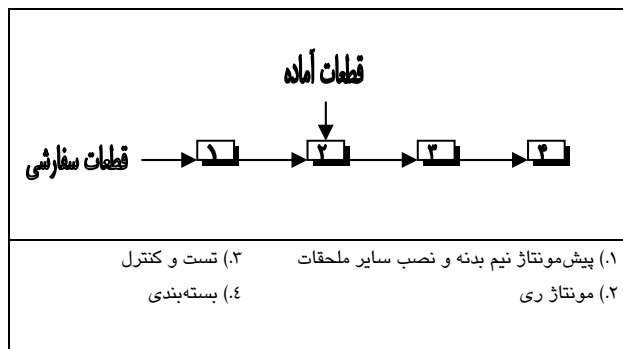 قطعات آماده
قطعات سفارشی ۱ ۲ ۳ ۴
۱.) پیش‌مونتاژ نیم بدنه و نصب سایر ملحقات ۳.) تست و کنترل
۲.) مونتاژ ری ۴.) بسته‌بندی